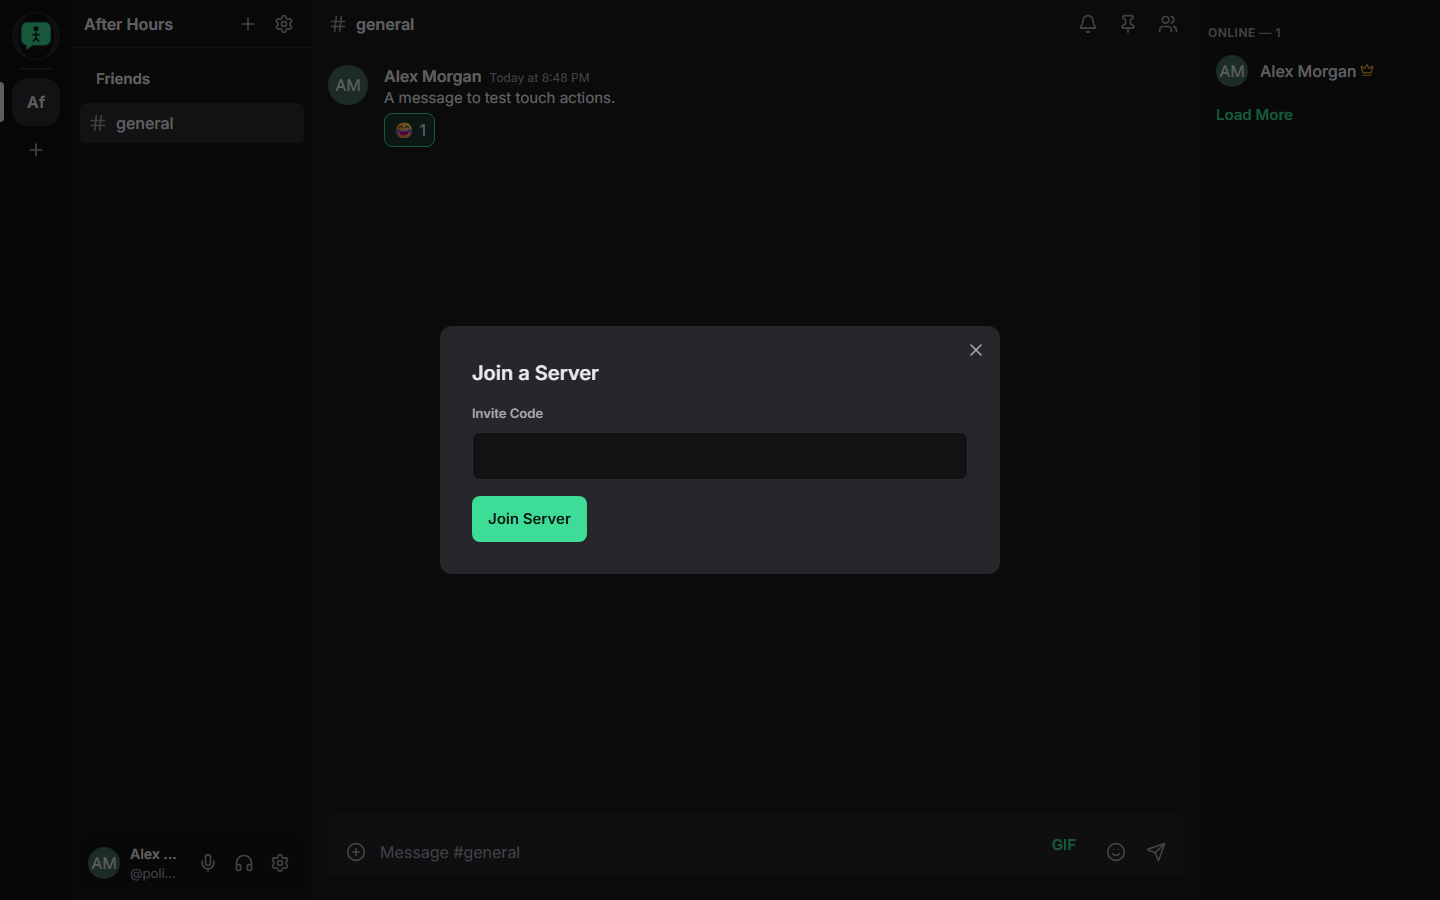 After Hours
Af
Friends
general
general
AM
Alex Morgan Today at 8:48 PM
A message to test touch actions.
1
ONLINE — 1
AM Alex Morgan
Load More
Join a Server
Invite Code
Join Server
AM
Alex ...
@poli...
Message #general
GIF